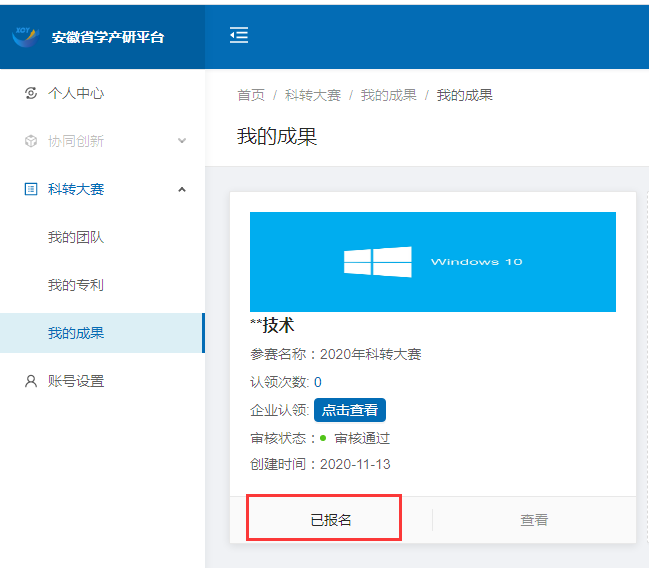 XCY
安徽省学产研平台
个人中心
协同创新
科转大赛
我的团队
我的专利
我的成果
账号设置
首页 / 科转大赛 / 我的成果 / 我的成果
我的成果
Windows 10
**技术
参赛名称：2020年科转大赛
认领次数: 0
企业认领: 点击查看
审核状态：审核通过
创建时间：2020-11-13
已报名
查看